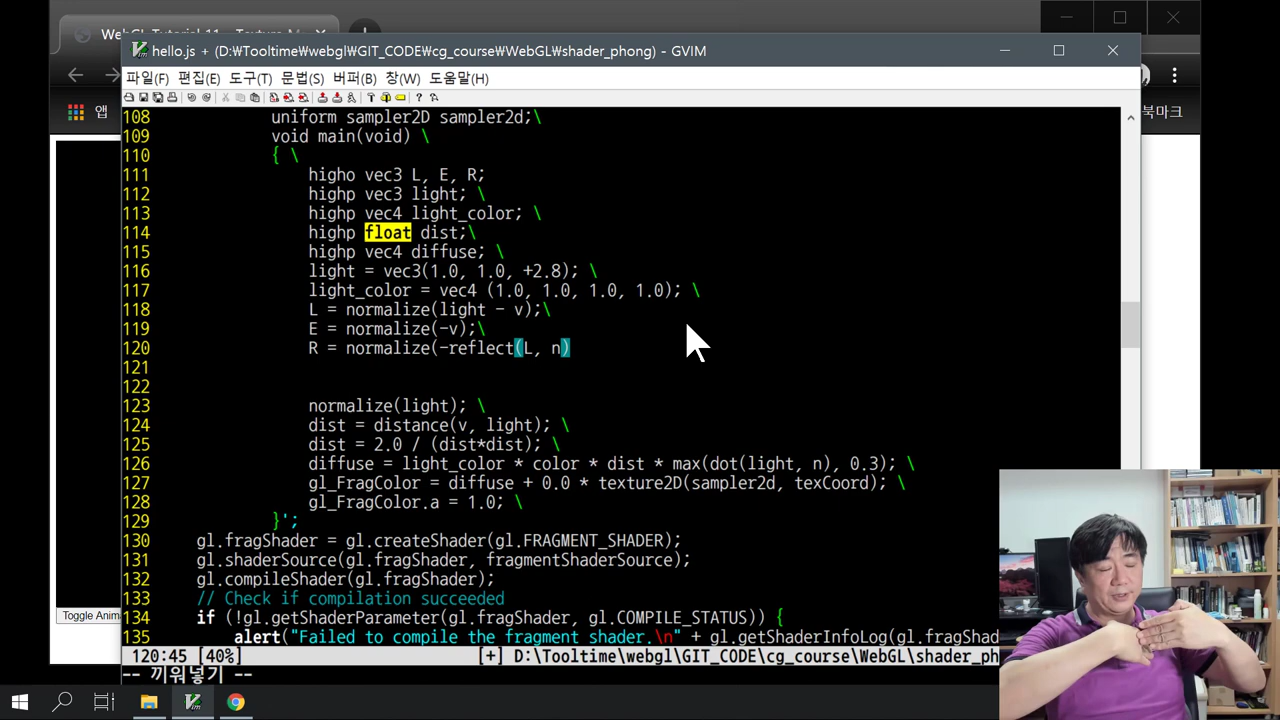 WebGL Tutorial 11 - Texture M
hello.js + (D:\Tooltime\webgl\GIT_CODE\cg_course\WebGL\shader_phong) - GVIM
파일(F) 편집(E) 도구(T) 문법(S) 버퍼(B) 창(W) 도움말(H)
앱
북마크
108 uniform sampler2D sampler2d;\
109 void main(void) \
110 { \
111 higho vec3 L, E, R;
112 highp vec3 light; \
113 highp vec4 light_color; \
114 highp float dist;\
115 highp vec4 diffuse; \
116 light = vec3(1.0, 1.0, +2.8); \
117 light_color = vec4 (1.0, 1.0, 1.0, 1.0); \
118 L = normalize(light - v);\
119 E = normalize(-v);\
120 R = normalize(-reflect(L, n)
121
122
123 normalize(light); \
124 dist = distance(v, light); \
125 dist = 2.0 / (dist*dist); \
126 diffuse = light_color * color * dist * max(dot(light, n), 0.3); \
127 gl_FragColor = diffuse + 0.0 * texture2D(sampler2d, texCoord); \
128 gl_FragColor.a = 1.0; \
129 }';
130 gl.fragShader = gl.createShader(gl.FRAGMENT_SHADER);
131 gl.shaderSource(gl.fragShader, fragmentShaderSource);
132 gl.compileShader(gl.fragShader);
133 // Check if compilation succeeded
134 if (!gl.getShaderParameter(gl.fragShader, gl.COMPILE_STATUS)) {
135 alert("Failed to compile the fragment shader.\n" + gl.getShaderInfoLog(gl.fragSha
Toggle Anima
120:45 [40%] [+] D:\Tooltime\webgl\GIT_CODE\cg_course\WebGL\shader_ph
-- 끼워넣기 --